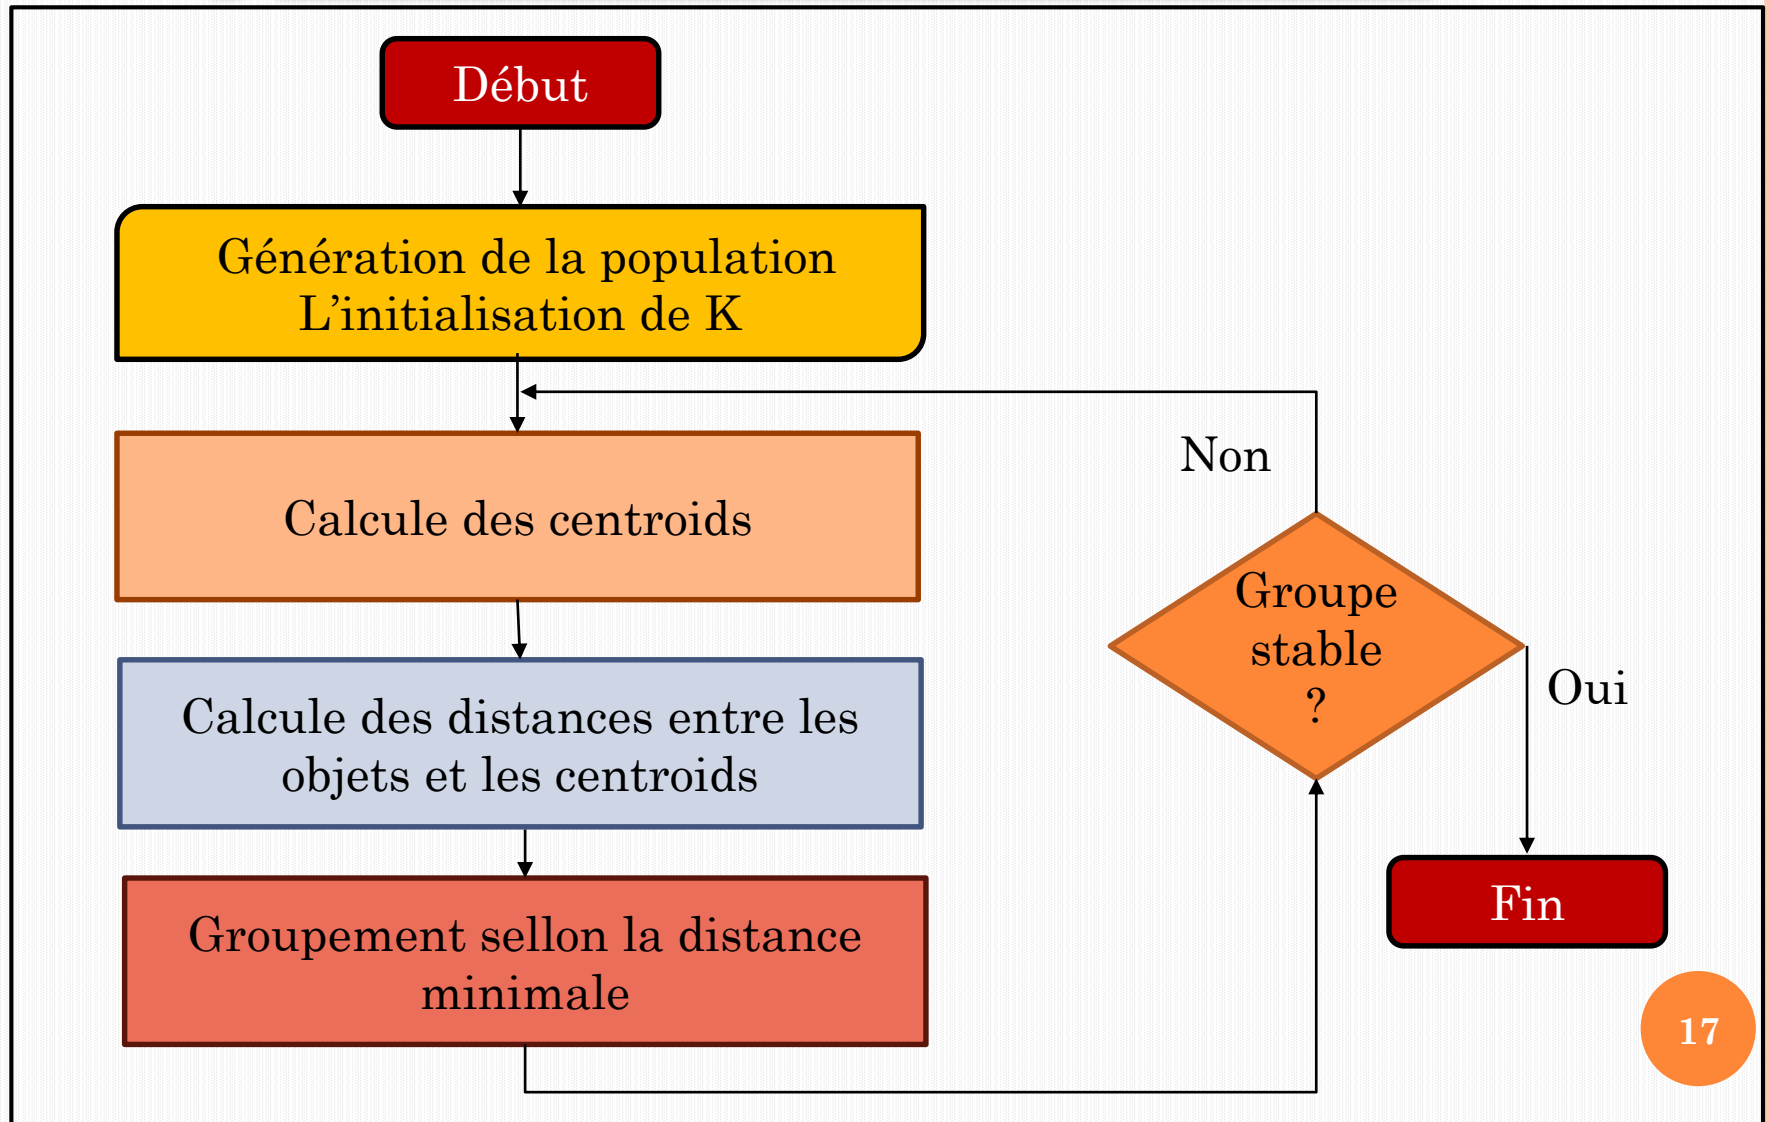 Début
Génération de la population
L’initialisation de K
Calcule des centroids
Calcule des distances entre les
objets et les centroids
Groupement sellon la distance
minimale
Non
Groupe
stable
?
Oui
Fin
17